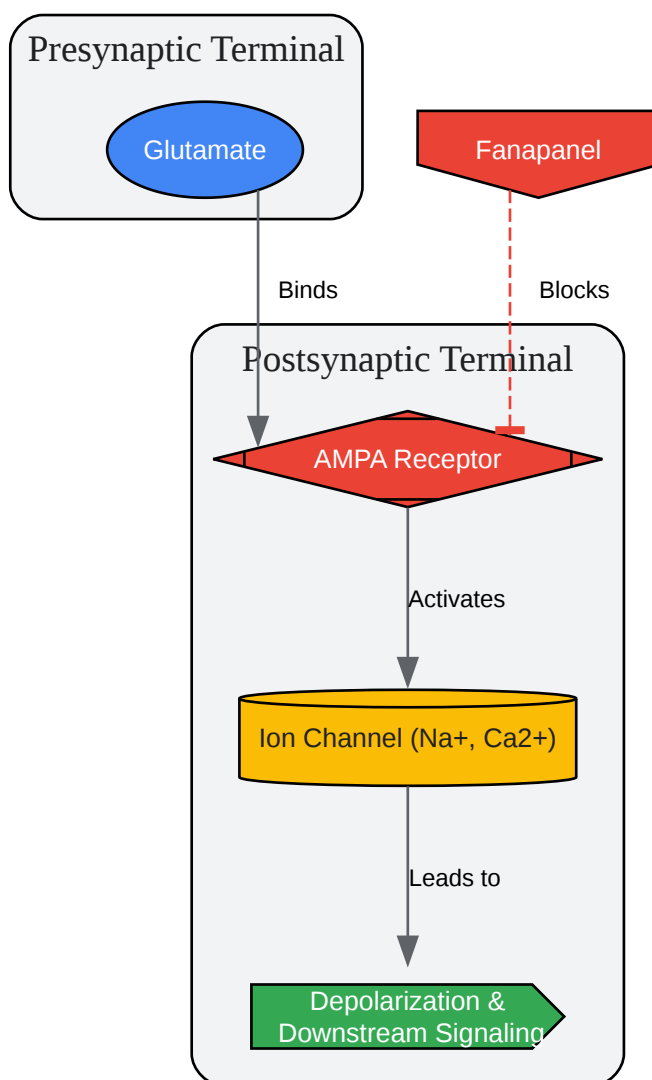 Presynaptic Terminal
Glutamate
Fanapanel
Binds
Blocks
Postsynaptic Terminal
AMPA Receptor
Activates
Ion Channel (Na+, Ca2+)
Leads to
Depolarization &
Downstream Signaling